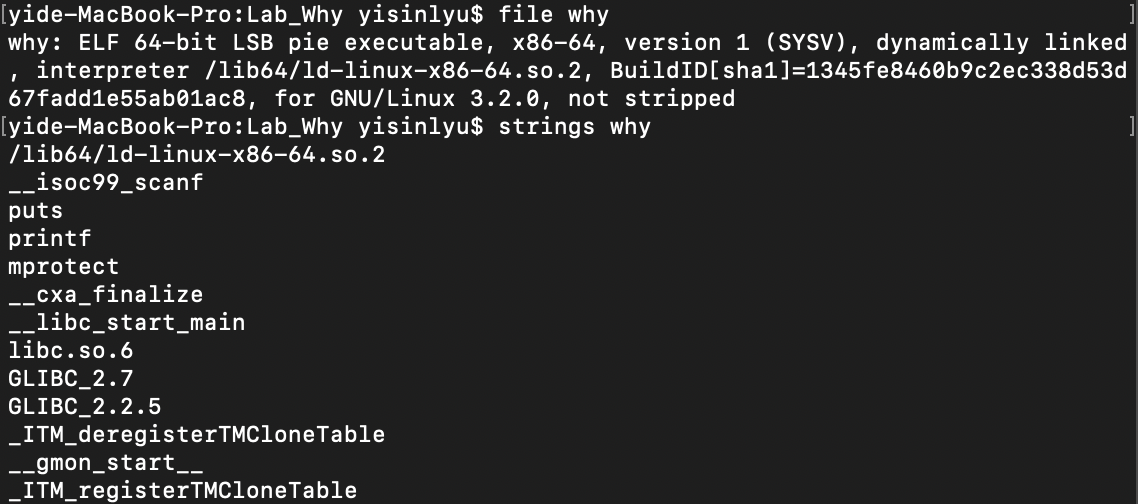 [yide-MacBook-Pro:Lab_Why yisinlyu$ file why ]
why: ELF 64-bit LSB pie executable, x86-64, version 1 (SYSV), dynamically linked
, interpreter /lib64/ld-linux-x86-64.so.2, BuildID[sha1]=1345fe8460b9c2ec338d53d
67fadd1e55ab01ac8, for GNU/Linux 3.2.0, not stripped
[yide-MacBook-Pro:Lab_Why yisinlyu$ strings why ]
/lib64/ld-linux-x86-64.so.2
__isoc99_scanf
puts
printf
mprotect
__cxa_finalize
__libc_start_main
libc.so.6
GLIBC_2.7
GLIBC_2.2.5
_ITM_deregisterTMCloneTable
__gmon_start__
_ITM_registerTMCloneTable